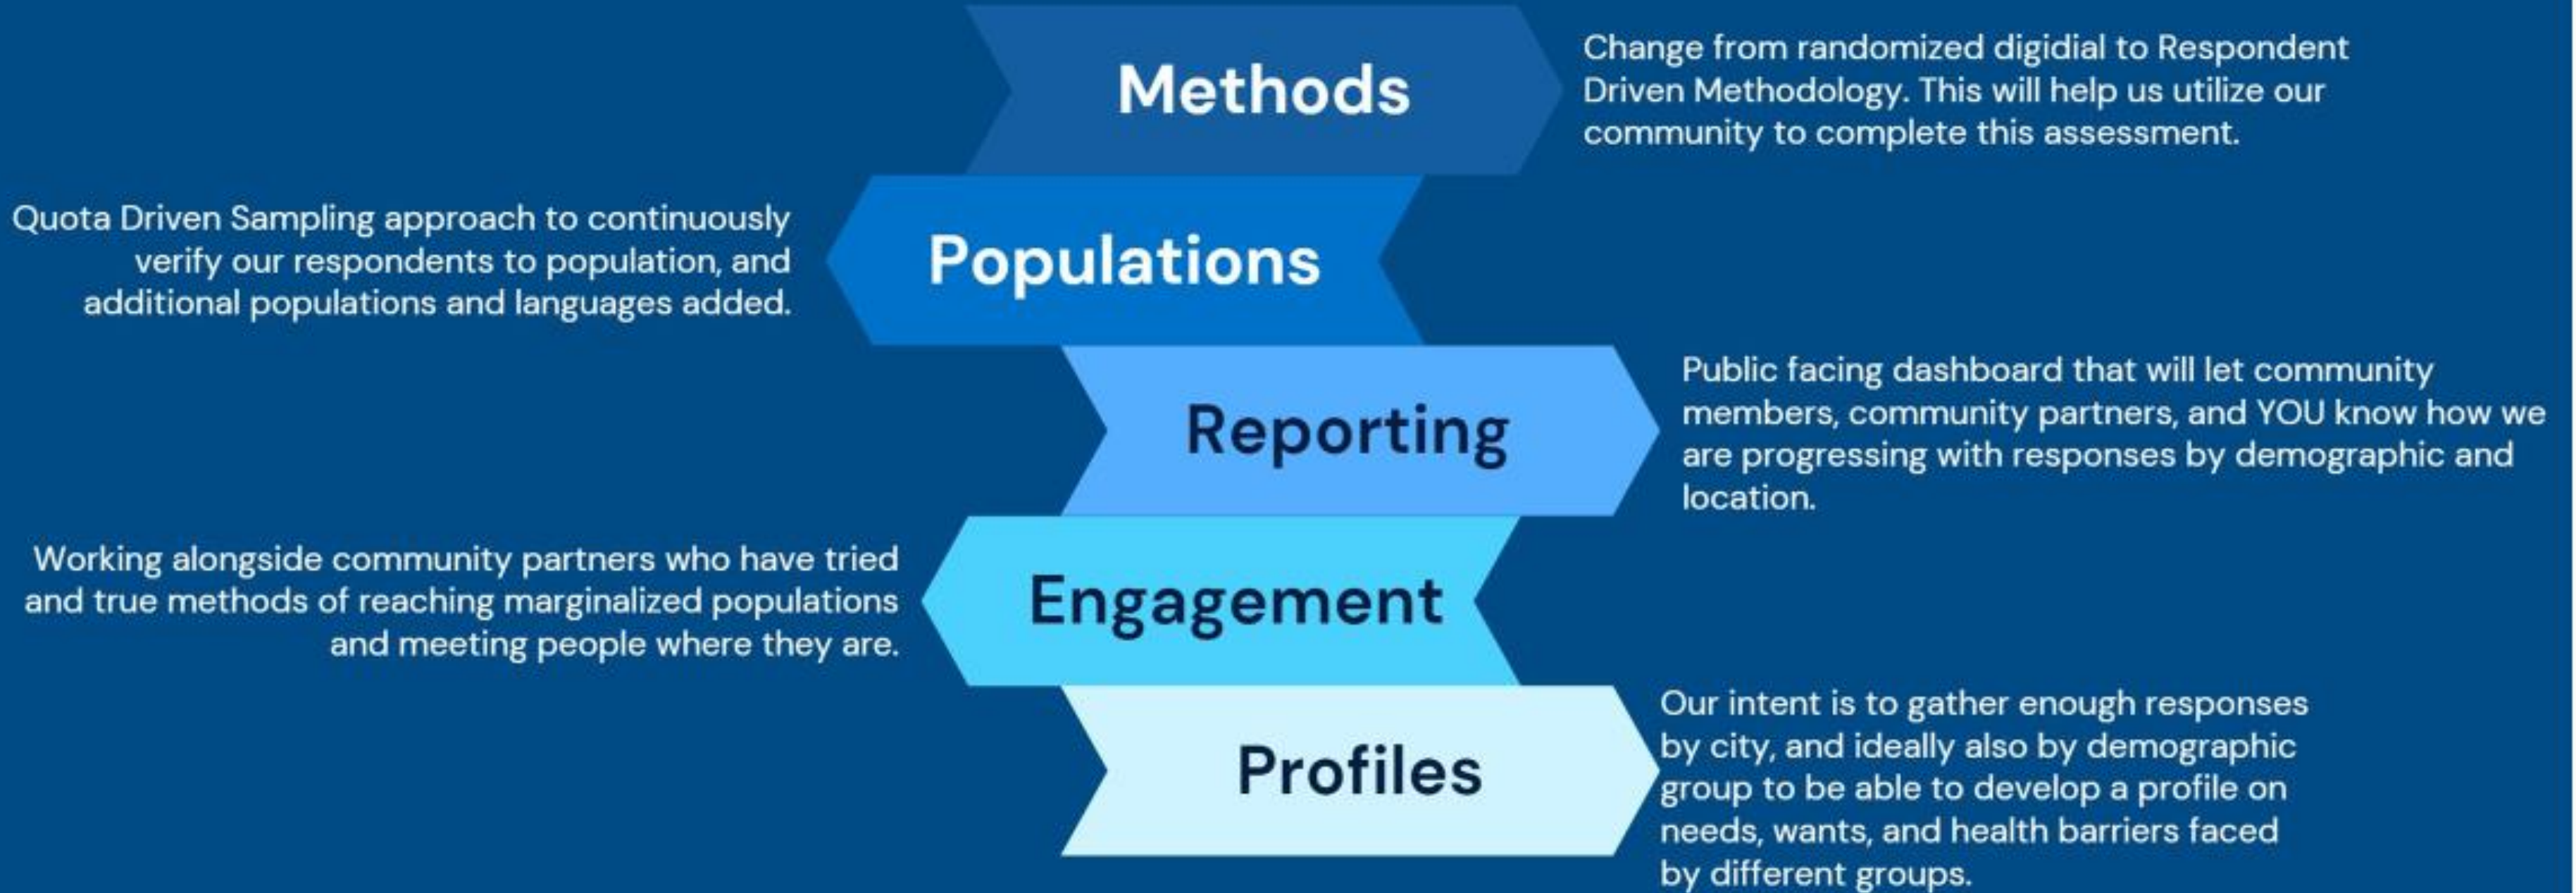 Methods
Change from randomized digidial to Respondent
Driven Methodology. This will help us utilize our
community to complete this assessment.
Populations
Quota Driven Sampling approach to continuously
verify our respondents to population, and
additional populations and languages added.
Reporting
Public facing dashboard that will let community
members, community partners, and YOU know how we
are progressing with responses by demographic and
location.
Engagement
Working alongside community partners who have tried
and true methods of reaching marginalized populations
and meeting people where they are.
Profiles
Our intent is to gather enough responses
by city, and ideally also by demographic
group to be able to develop a profile on
needs, wants, and health barriers faced
by different groups.